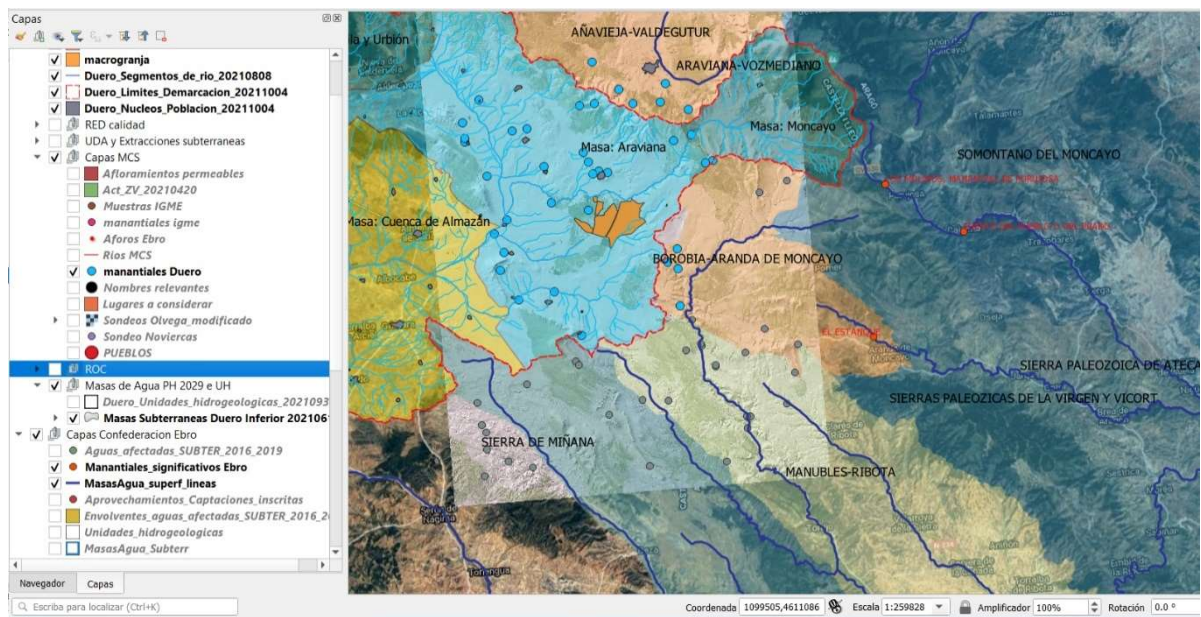 Capas
macrogranja
Duero_Segmentos_de_rio_20210808
Duero_Limites_Demarcacion_20211004
Duero_Nucleos_Poblacion_20211004
RED calidad
UDA y Extracciones subterraneas
Capas MCS
Afloramientos permeables
Act_ZV_20210420
Muestras IGME
manantiales igme
Aforos Ebro
Rios MCS
manantiales Duero
Nombres relevantes
Lugares a considerar
Sondeos Olvega_modificado
Sondeo Noviercas
PUEBLOS
ROC
Masas de Agua PH 2029 e UH
Duero_Unidades_hidrogeologicas_2021093
Masas Subterraneas Duero Inferior 202106
Capas Confederacion Ebro
Aguas_afectadas_SUBTER_2016_2019
Manantiales_significativos Ebro
MasasAgua_superf_lineas
Aprovechamientos_Captaciones_inscritas
Envolventes_aguas_afectadas_SUBTER_2016_2
Unidades_hidrogeologicas
MasasAgua_Subterr
Navegador
Capas
Escriba para localizar (Ctrl+K)
la y Urbión
AÑAVIEJA-VALDEGUTUR
ARAVIANA-VOZMEDIANO
Masa: Moncayo
Masa: Araviana
SOMONTANO DEL MONCAYO
Talamantes
Masa: Cuenca de Almazán
BOROBIA-ARANDA DE MONCAYO
EL ESTANQUE
SIERRA PALEOZOICA DE ATECA
SIERRAS PALEOZICAS DE LA VIRGEN Y VICORT
SIERRA DE MIÑANA
MANUBLES-RIBOTA
Coordenada
1099505,4611086
Escala
1:259828
Amplificador
100%
Rotación
0.0 °